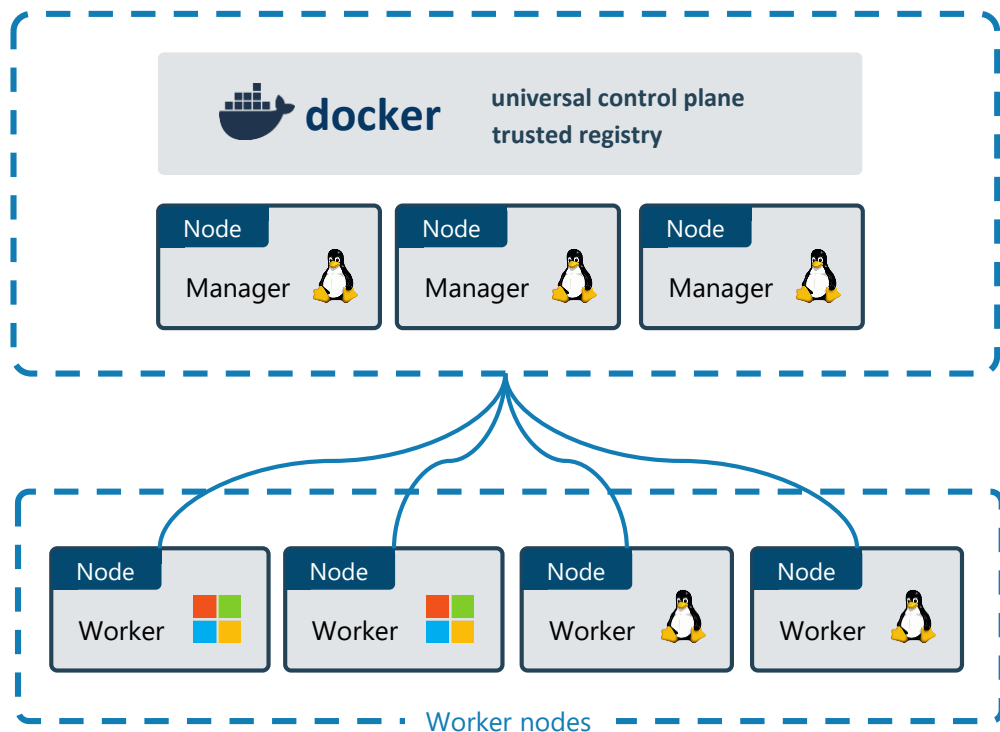 docker
universal control plane
trusted registry
Node
Manager
Node
Manager
Node
Manager
Node
Worker
Node
Worker
Node
Worker
Node
Worker
Worker nodes